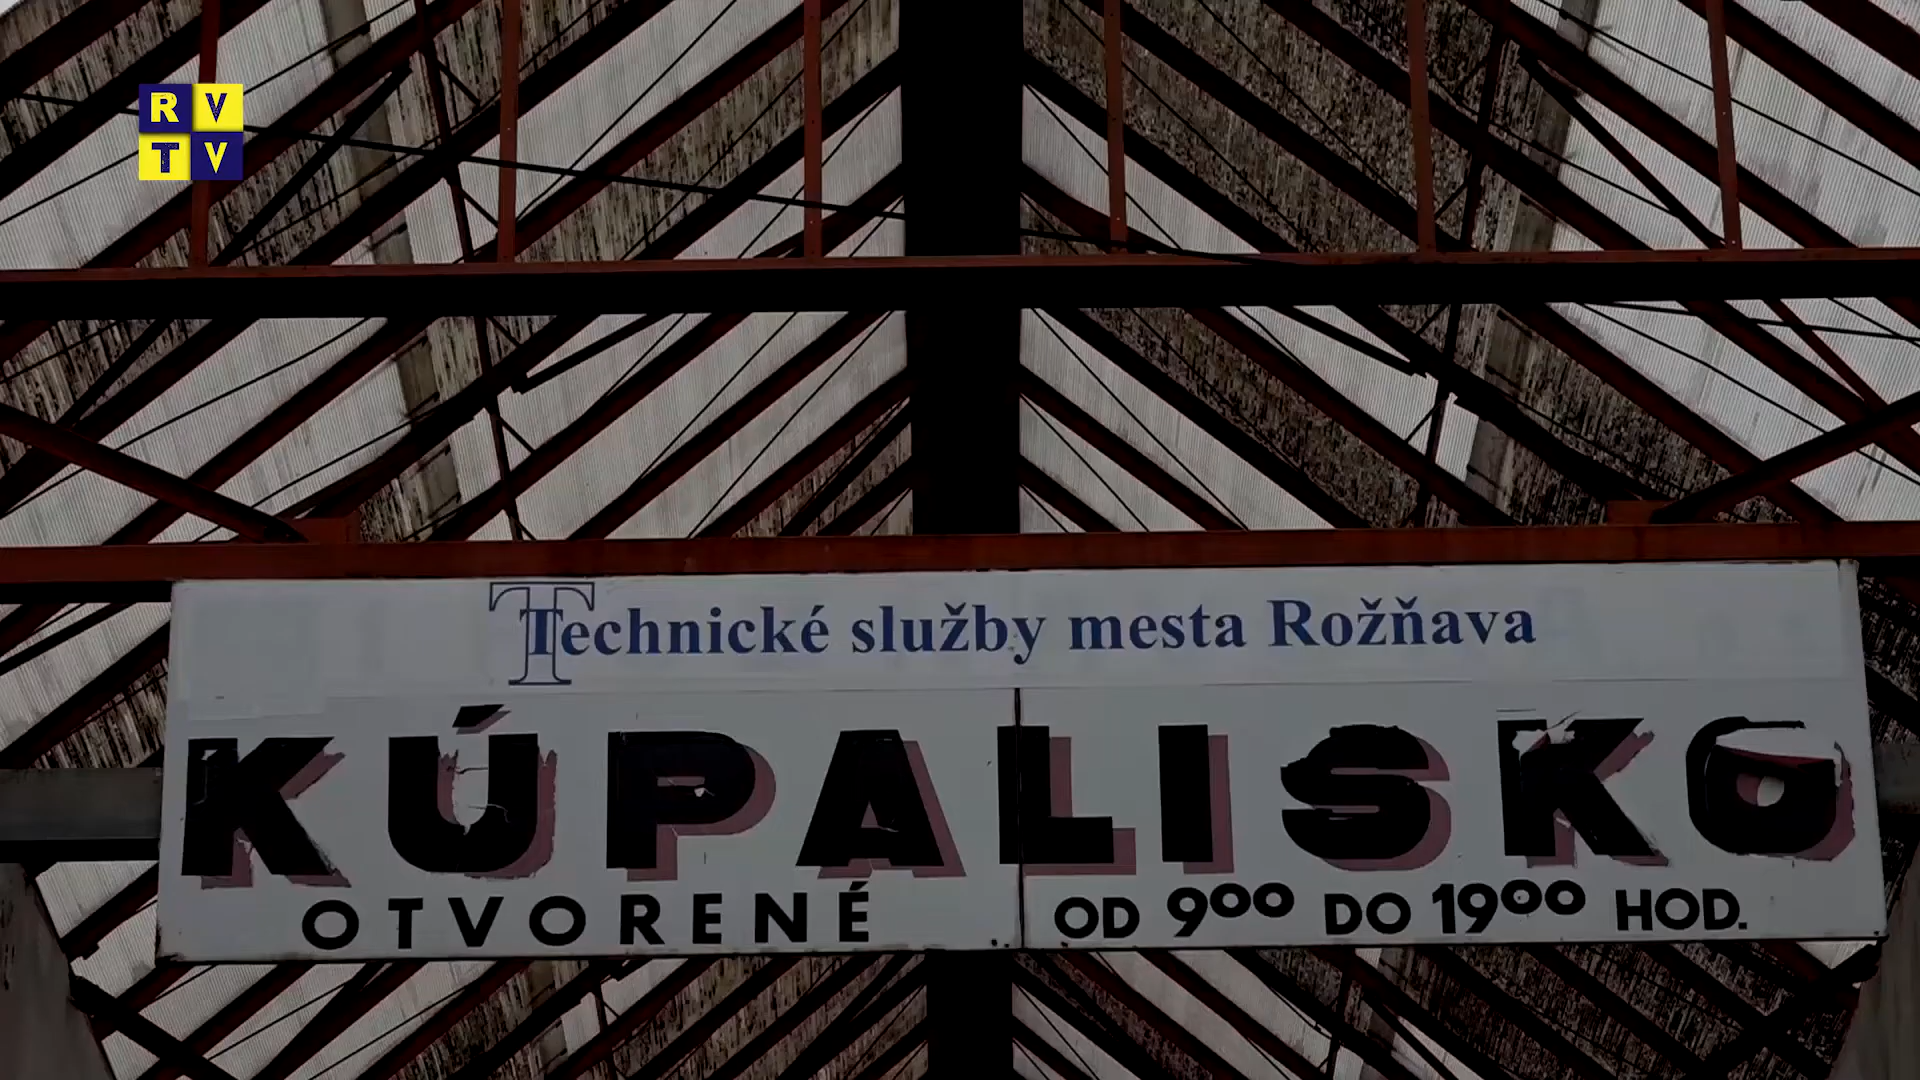 RV
TV
Technické služby mesta Rožňava
KÚPALISKO
OTVORENÉ OD 9⁰⁰ DO 19⁰⁰ HOD.